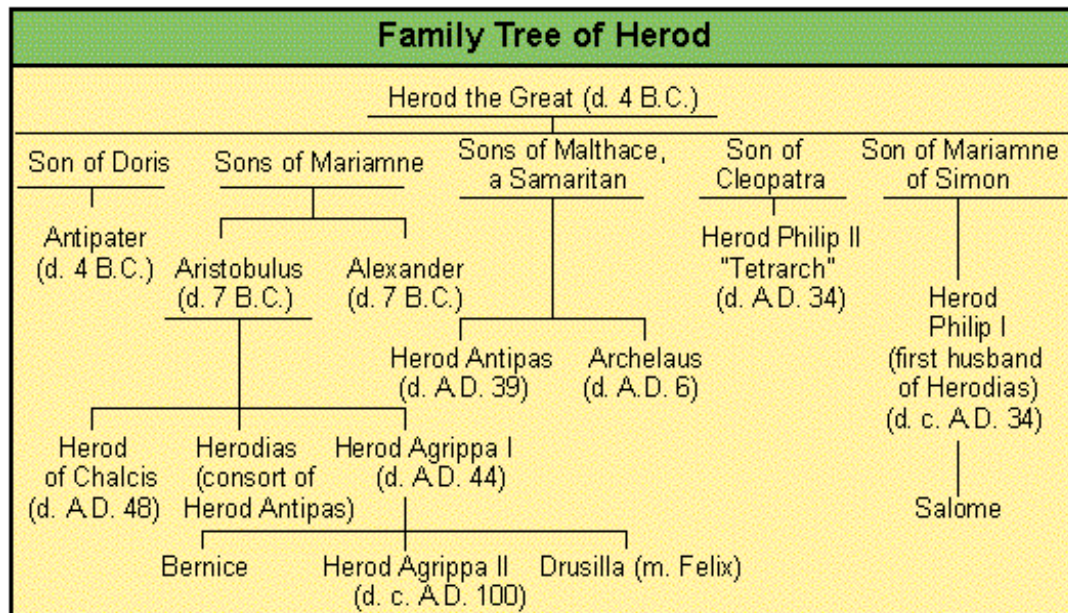 Family Tree of Herod
Herod the Great (d. 4 B.C.)
Son of Doris
Sons of Mariamne
Sons of Malthace,
a Samaritan
Son of
Cleopatra
Son of Mariamne
of Simon
Antipater
(d. 4 B.C.)
Aristobulus
(d. 7 B.C.)
Alexander
(d. 7 B.C.)
Herod Philip II
"Tetrarch"
(d. A.D. 34)
Herod Antipas
(d. A.D. 39)
Archelaus
(d. A.D. 6)
Herod
Philip I
(first husband
of Herodias)
(d. c. A.D. 34)
Herod
of Chalcis
(d. A.D. 48)
Herodias
(consort of
Herod Antipas)
Herod Agrippa I
(d. A.D. 44)
Salome
Bernice
Herod Agrippa II
(d. c. A.D. 100)
Drusilla (m. Felix)